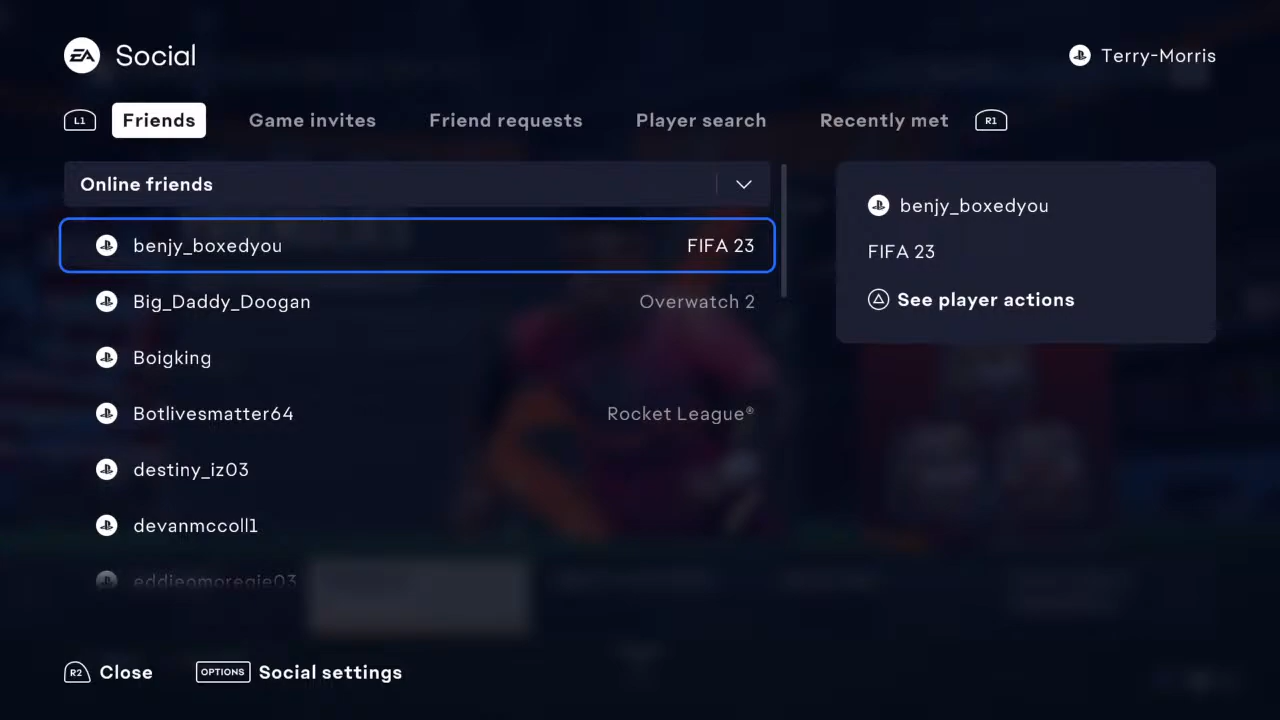 EA Social
Terry-Morris
L1 Friends Game invites Friend requests Player search Recently met R1
Online friends
benjy_boxedyou FIFA 23
Big_Daddy_Doogan Overwatch 2
Boigking
Botlivesmatter64 Rocket League®
destiny_iz03
devanmccoll1
benjy_boxedyou
FIFA 23
See player actions
R2 Close OPTIONS Social settings